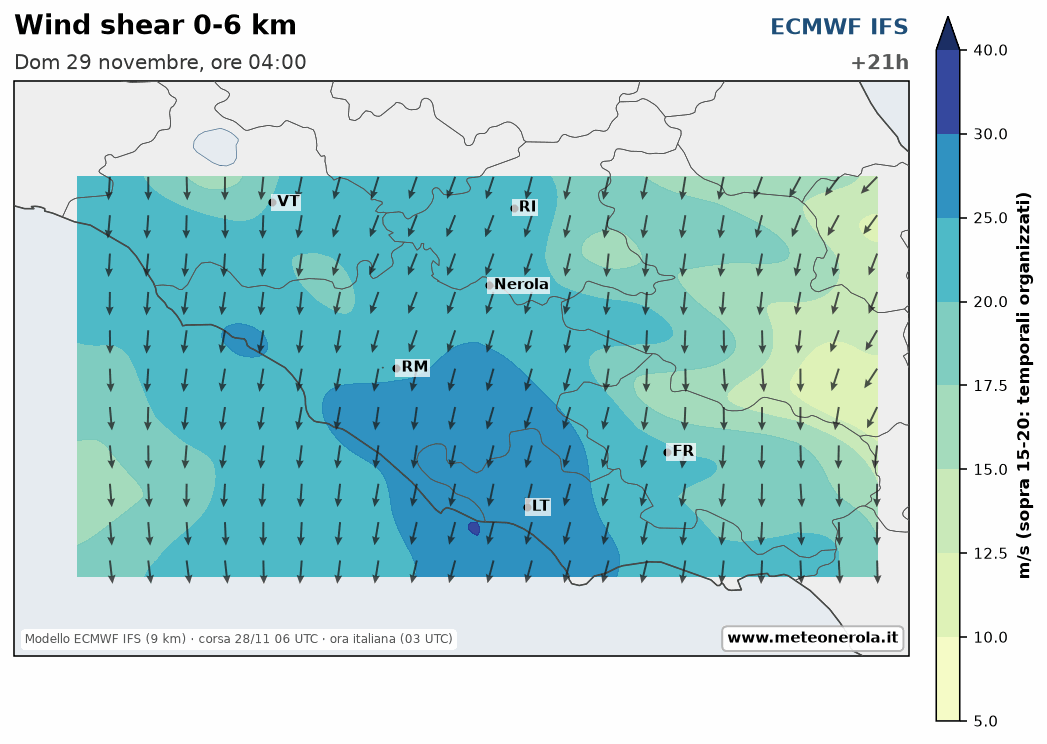 Wind shear 0-6 km
ECMWF IFS
Dom 29 novembre, ore 04:00
+21h
VT
RI
Nerola
RM
FR
LT
Modello ECMWF IFS (9 km) · corsa 28/11 06 UTC · ora italiana (03 UTC)
www.meteonerola.it
40.0
30.0
25.0
20.0
17.5
15.0
12.5
10.0
5.0
m/s (sopra 15-20: temporali organizzati)